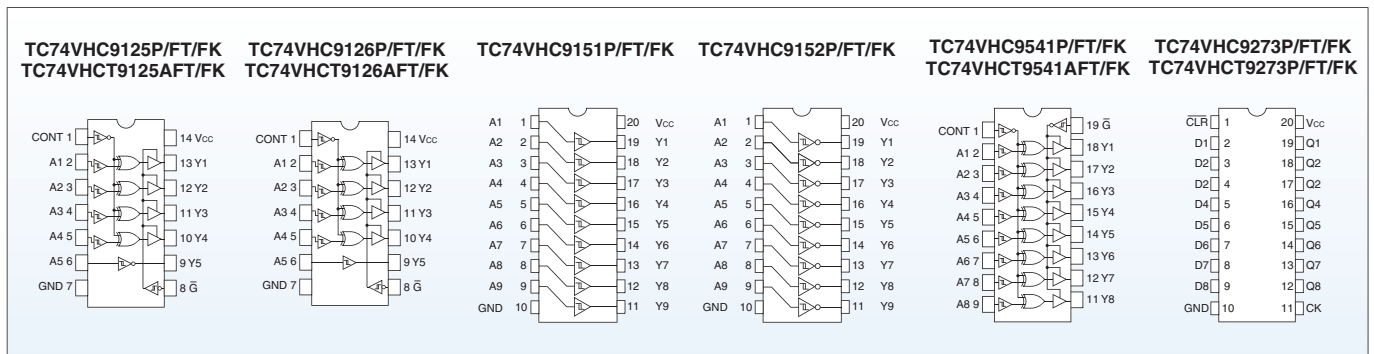 TC74VHC9125P/FT/FK
TC74VHCT9125AFT/FK
CONT 1
14 Vcc
A1 2
13 Y1
A2 3
12 Y2
A3 4
11 Y3
A4 5
10 Y4
A5 6
9 Y5
GND 7
8 G̅
TC74VHC9126P/FT/FK
TC74VHCT9126AFT/FK
CONT 1
14 Vcc
A1 2
13 Y1
A2 3
12 Y2
A3 4
11 Y3
A4 5
10 Y4
A5 6
9 Y5
GND 7
8 G̅
TC74VHC9151P/FT/FK
A1 1 20 Vcc
A2 2 19 Y1
A3 3 18 Y2
A4 4 17 Y3
A5 5 16 Y4
A6 6 15 Y5
A7 7 14 Y6
A8 8 13 Y7
A9 9 12 Y8
GND 10 11 Y9
TC74VHC9152P/FT/FK
A1 1 20 Vcc
A2 2 19 Y1
A3 3 18 Y2
A4 4 17 Y3
A5 5 16 Y4
A6 6 15 Y5
A7 7 14 Y6
A8 8 13 Y7
A9 9 12 Y8
GND 10 11 Y9
TC74VHC9541P/FT/FK
TC74VHCT9541AFT/FK
19 G̅
CONT 1
18 Y1
A1 2
17 Y2
A2 3
16 Y3
A3 4
15 Y4
A4 5
14 Y5
A5 6
13 Y6
A6 7
12 Y7
A7 8
11 Y8
A8 9
TC74VHC9273P/FT/FK
TC74VHCT9273P/FT/FK
C̅L̅R̅ 1 20 Vcc
D1 2 19 Q1
D2 3 18 Q2
D2 4 17 Q2
D4 5 16 Q4
D5 6 15 Q5
D6 7 14 Q6
D7 8 13 Q7
D8 9 12 Q8
GND 10 11 CK